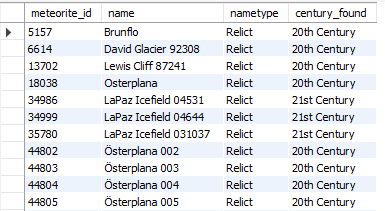 meteorite_id name nametype century_found
5157 Brunflo Relict 20th Century
6614 David Glacier 92308 Relict 20th Century
13702 Lewis Cliff 87241 Relict 20th Century
18038 Osterplana Relict 20th Century
34986 LaPaz Icefield 04531 Relict 21st Century
34999 LaPaz Icefield 04644 Relict 21st Century
35780 LaPaz Icefield 031037 Relict 21st Century
44802 Österplana 002 Relict 20th Century
44803 Österplana 003 Relict 20th Century
44804 Österplana 004 Relict 20th Century
44805 Österplana 005 Relict 20th Century